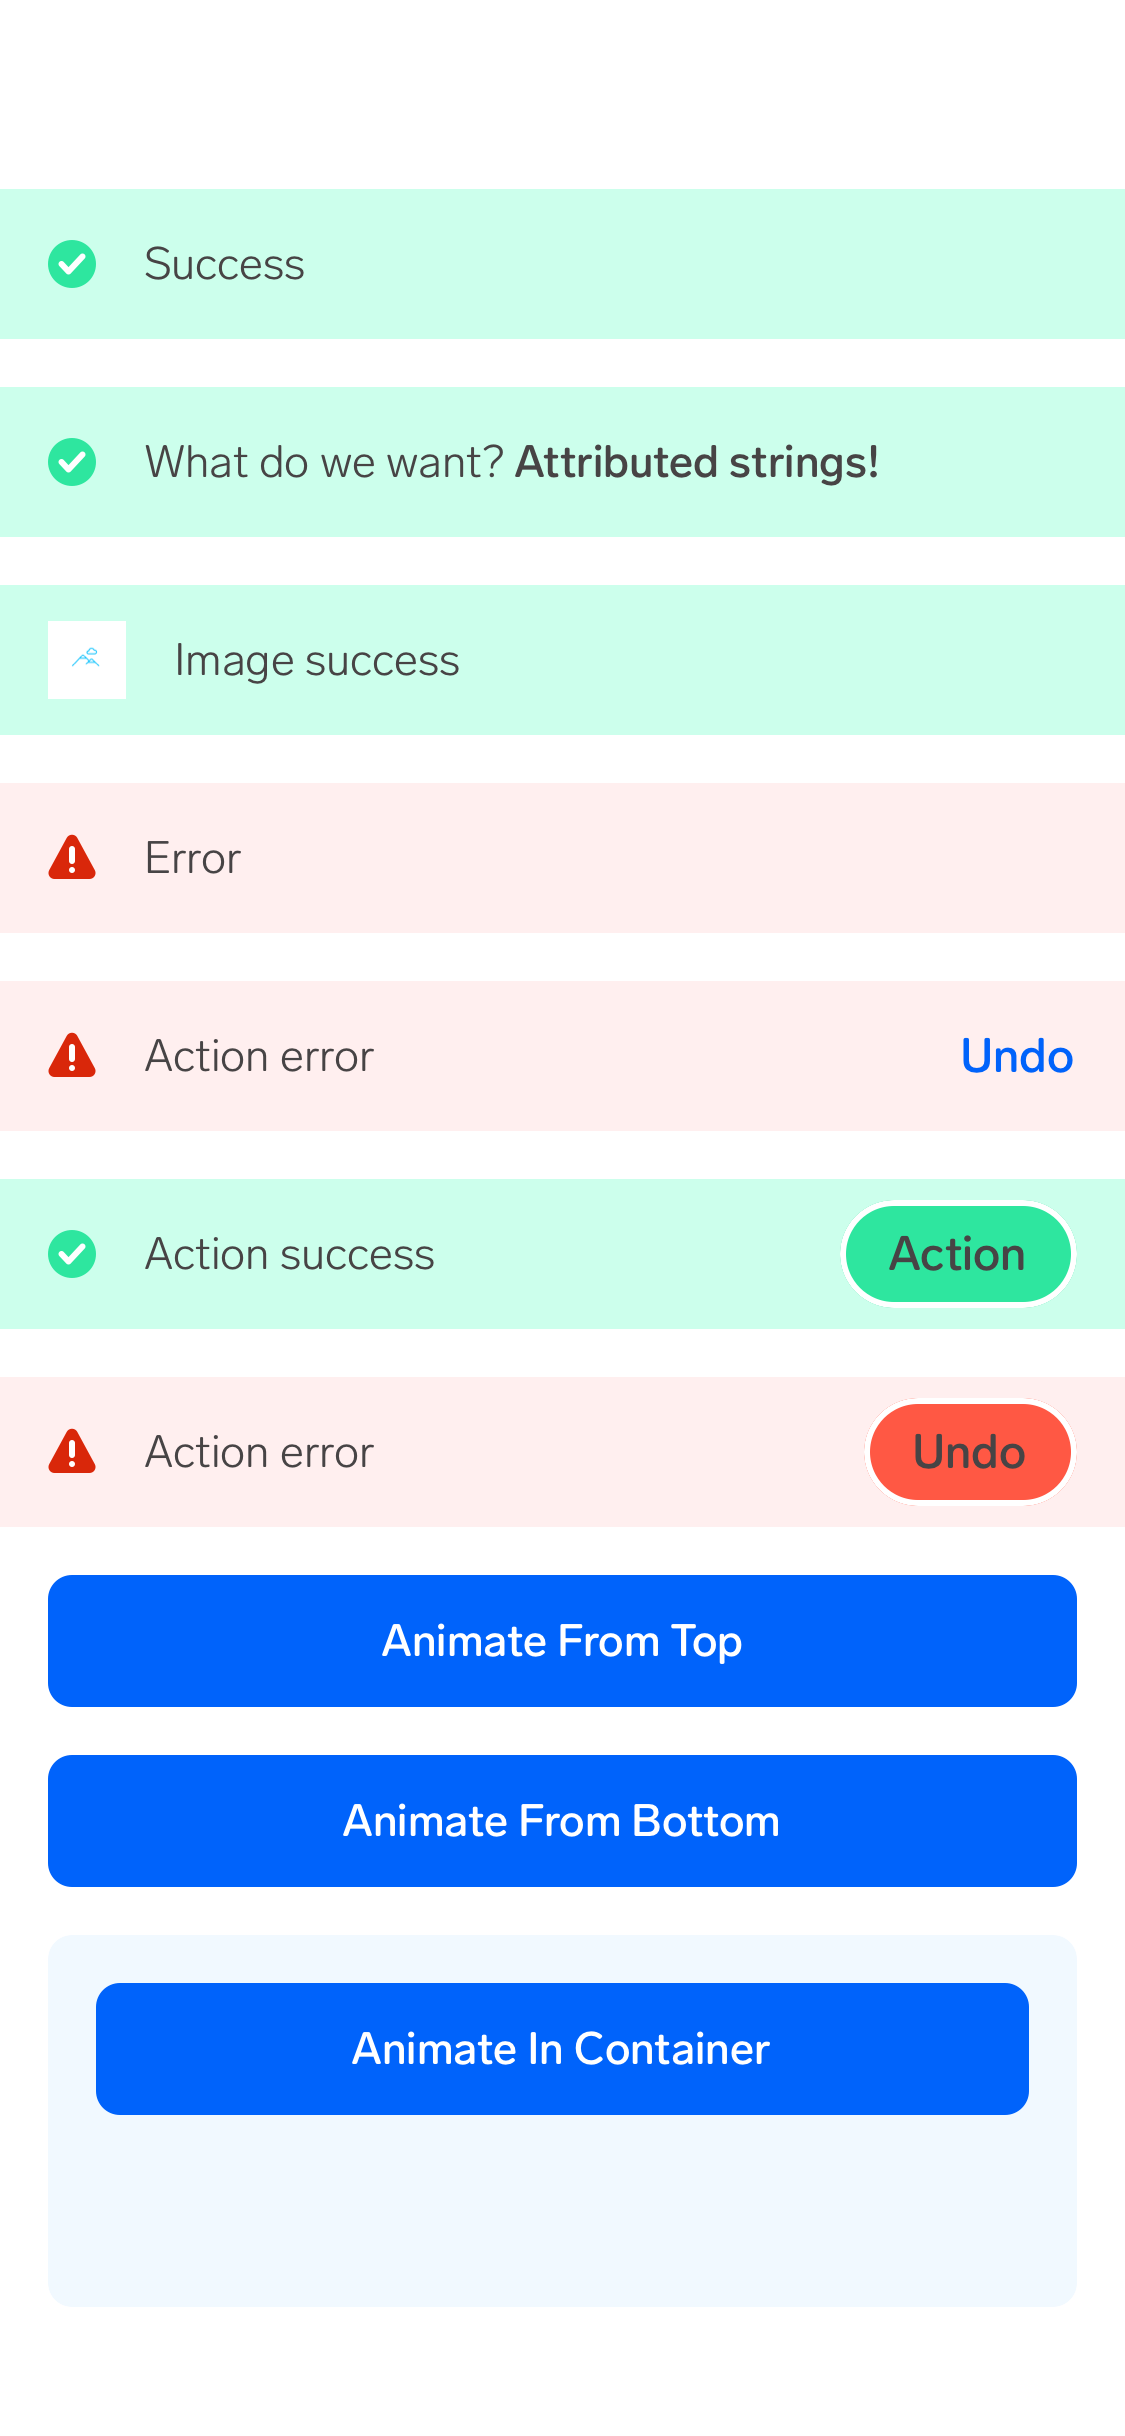 Success
What do we want? Attributed strings!
Image success
Error
Action error Undo
Action success Action
Action error Undo
Animate From Top
Animate From Bottom
Animate In Container